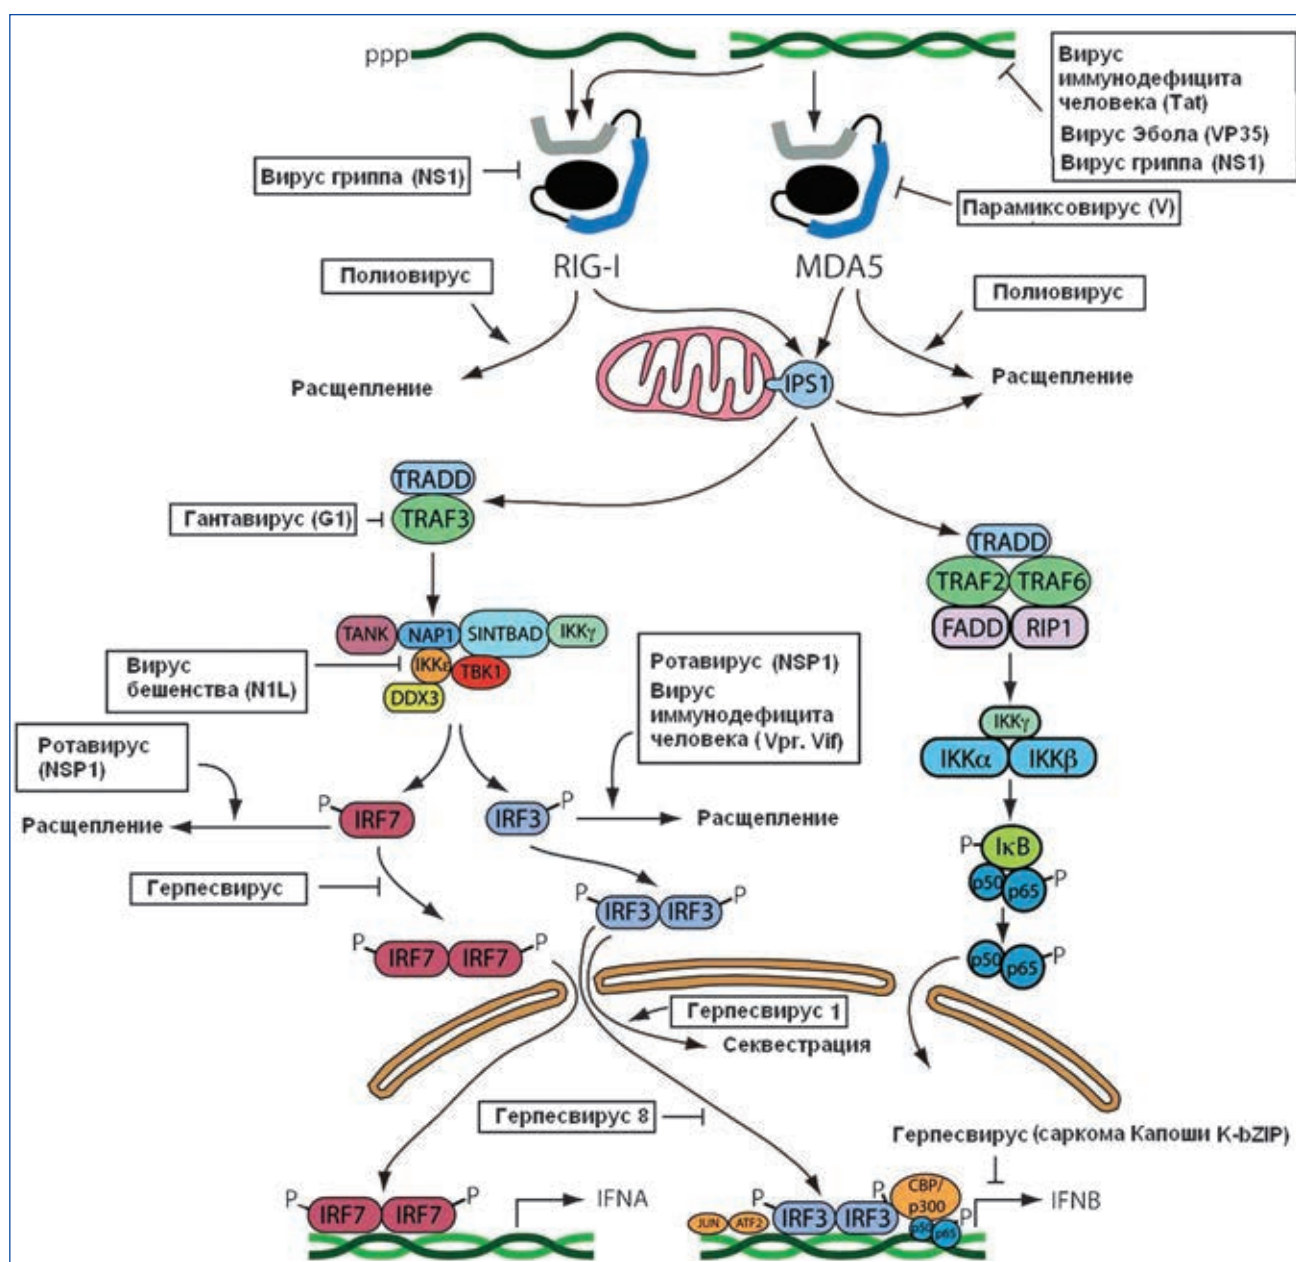 ppp
Вирус
иммунодефицита
человека (Tat)
Вирус Эбола (VP35)
Вирус гриппа (NS1)
Вирус гриппа (NS1)
Парамиксовирус (V)
RIG-I
MDA5
Полиовирус
Полиовирус
IPS1
Расщепление
Расщепление
TRADD
TRAF3
Гантавирус (G1)
TRADD
TRAF2
TRAF6
FADD
RIP1
TANK
NAP1
SINTBAD
IKKγ
IKKε
TBK1
DDX3
Вирус
бешенства (N1L)
Ротавирус (NSP1)
Вирус
иммунодефицита
человека (Vpr. Vif)
IKKγ
IKKα
IKKβ
Ротавирус
(NSP1)
Расщепление
P
IRF7
IRF3
P
Расщепление
P
IκB
p50
p65
P
Герпесвирус
P
IRF3
IRF3
P
P
IRF7
IRF7
P
p50
p65
P
Герпесвирус 1
Секвестрация
Герпесвирус 8
Герпесвирус (саркома Капоши K-bZIP)
P
IRF7
IRF7
P
IFNA
JUN
ATF2
P
IRF3
IRF3
P
CBP/
p300
p50
p65
P
IFNB